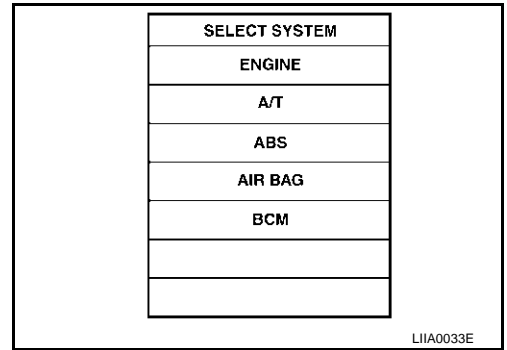 SELECT SYSTEM
ENGINE
A/T
ABS
AIR BAG
BCM
LIIA0033E